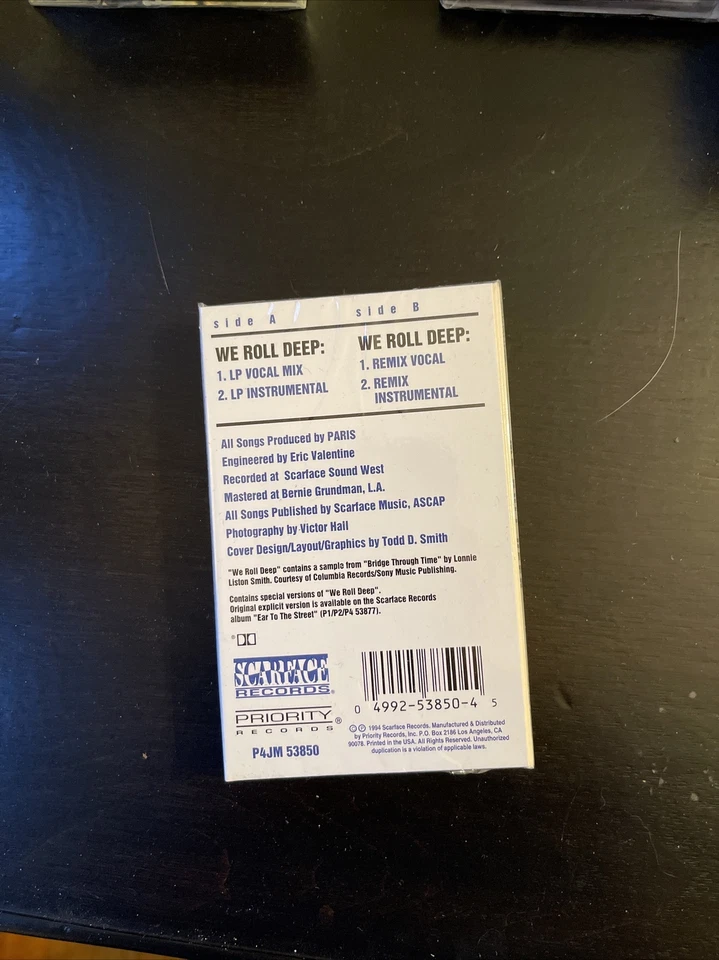 side A
side B
WE ROLL DEEP:
1. LP VOCAL MIX
2. LP INSTRUMENTAL
WE ROLL DEEP:
1. REMIX VOCAL
2. REMIX
INSTRUMENTAL
All Songs Produced by PARIS
Engineered by Eric Valentine
Recorded at Scarface Sound West
Mastered at Bernie Grundman, L.A.
All Songs Published by Scarface Music, ASCAP
Photography by Victor Hall
Cover Design/Layout/Graphics by Todd D. Smith
"We Roll Deep" contains a sample from "Bridge Through Time" by Lonnie
Liston Smith. Courtesy of Columbia Records/Sony Music Publishing.
Contains special versions of "We Roll Deep".
Original explicit version is available on the Scarface Records
album "Ear To The Street" (P1/P2/P4 53877).
SCARFACE
RECORDS®
PRIORITY®
RECORDS
P4JM 53850
0 4992-53850-4 5
© ℗ 1994 Scarface Records. Manufactured & Distributed
by Priority Records, Inc. P.O. Box 2186 Los Angeles, CA
90078. Printed in the USA. All Rights Reserved. Unauthorized
duplication is a violation of applicable laws.